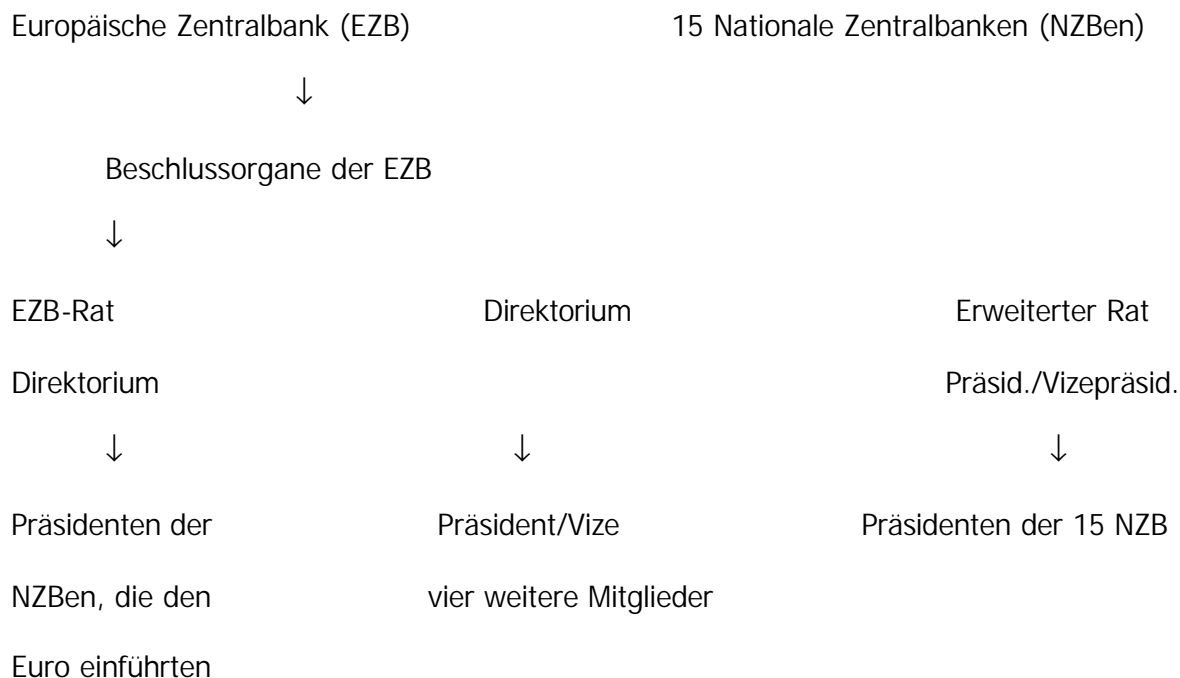 Europäische Zentralbank (EZB) 15 Nationale Zentralbanken (NZBen)
↓
Beschlussorgane der EZB
↓
EZB-Rat Direktorium Erweiterter Rat
Direktorium Präsid./Vizepräsid.
↓ ↓ ↓
Präsidenten der Präsident/Vize Präsidenten der 15 NZB
NZBen, die den vier weitere Mitglieder
Euro einführten